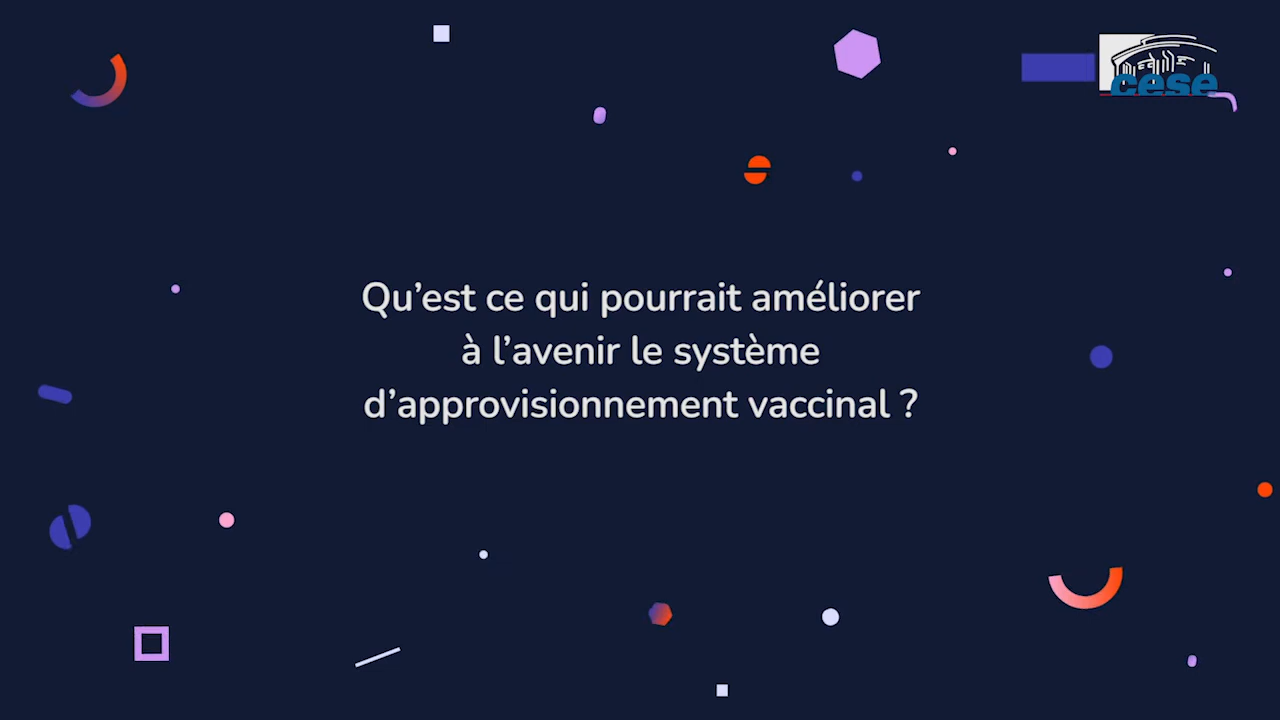 cese
Qu’est ce qui pourrait améliorer
à l’avenir le système
d’approvisionnement vaccinal ?